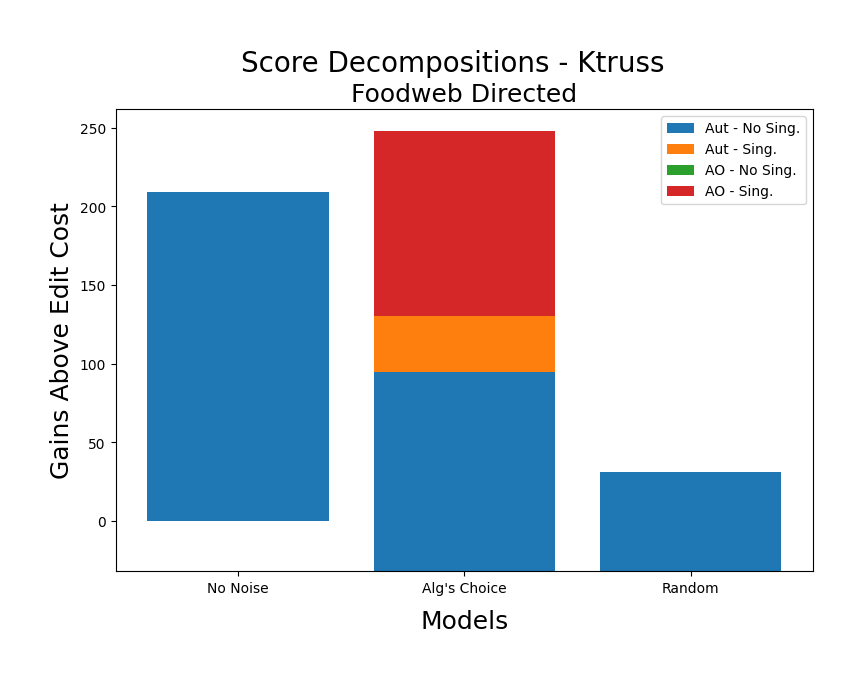 Score Decompositions - Ktruss
Foodweb Directed
Aut - No Sing.
Aut - Sing.
AO - No Sing.
AO - Sing.
Gains Above Edit Cost
250
200
150
100
50
0
No Noise
Alg's Choice
Random
Models